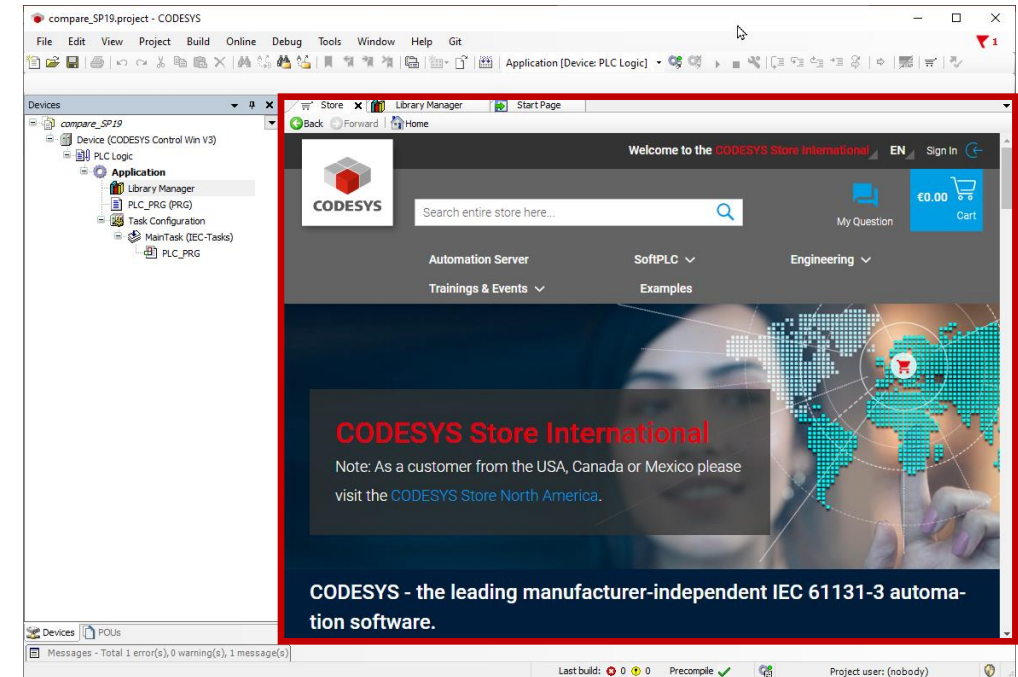 compare_SP19.project - CODESYS
File Edit View Project Build Online Debug Tools Window Help Git
1
Application [Device: PLC Logic]
Devices
compare_SP19
Device (CODESYS Control Win V3)
PLC Logic
Application
Library Manager
PLC_PRG (PRG)
Task Configuration
MainTask (IEC-Tasks)
PLC_PRG
Devices POUs
Store Library Manager Start Page
Back Forward Home
Welcome to the CODESYS Store International EN Sign In
CODESYS
Search entire store here...
My Question
€0.00
Cart
Automation Server SoftPLC Engineering
Trainings & Events Examples
CODESYS Store International
Note: As a customer from the USA, Canada or Mexico please
visit the CODESYS Store North America.
CODESYS - the leading manufacturer-independent IEC 61131-3 automa-
tion software.
Messages - Total 1 error(s), 0 warning(s), 1 message(s)
Last build: 0 0 Precompile Project user: (nobody)